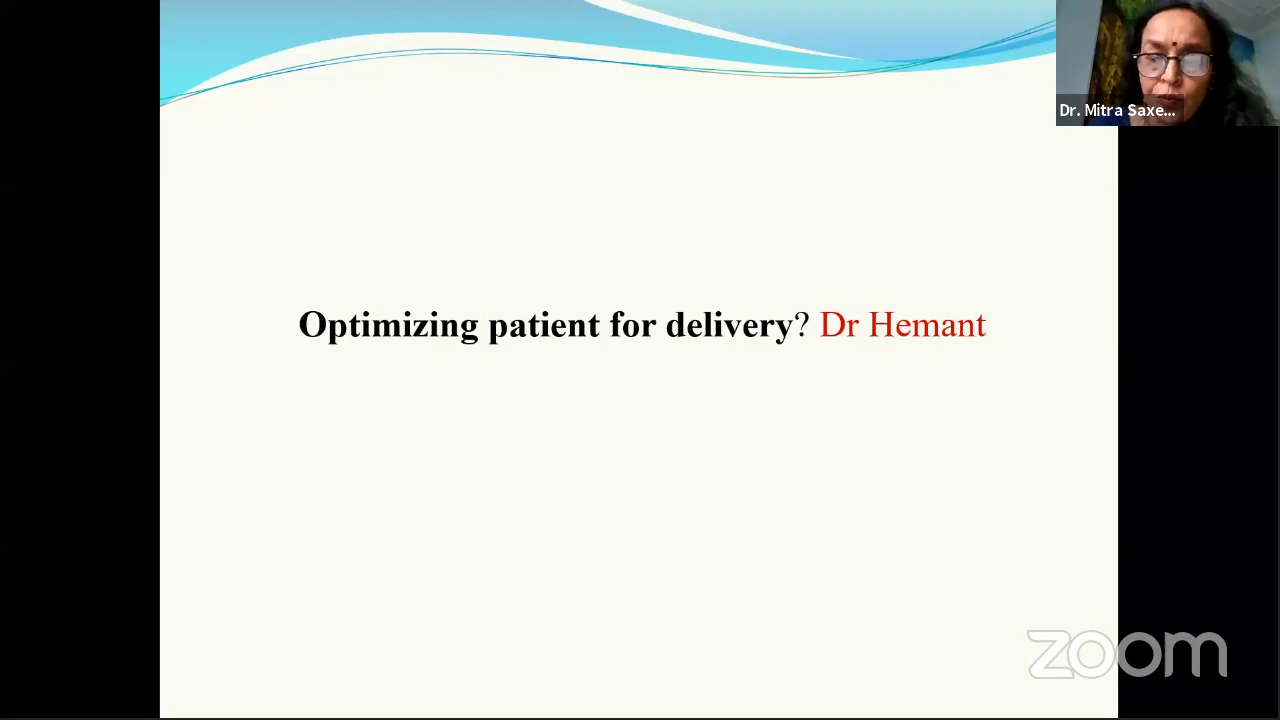 Dr. Mitra Saxe...
Optimizing patient for delivery? Dr Hemant
zoom